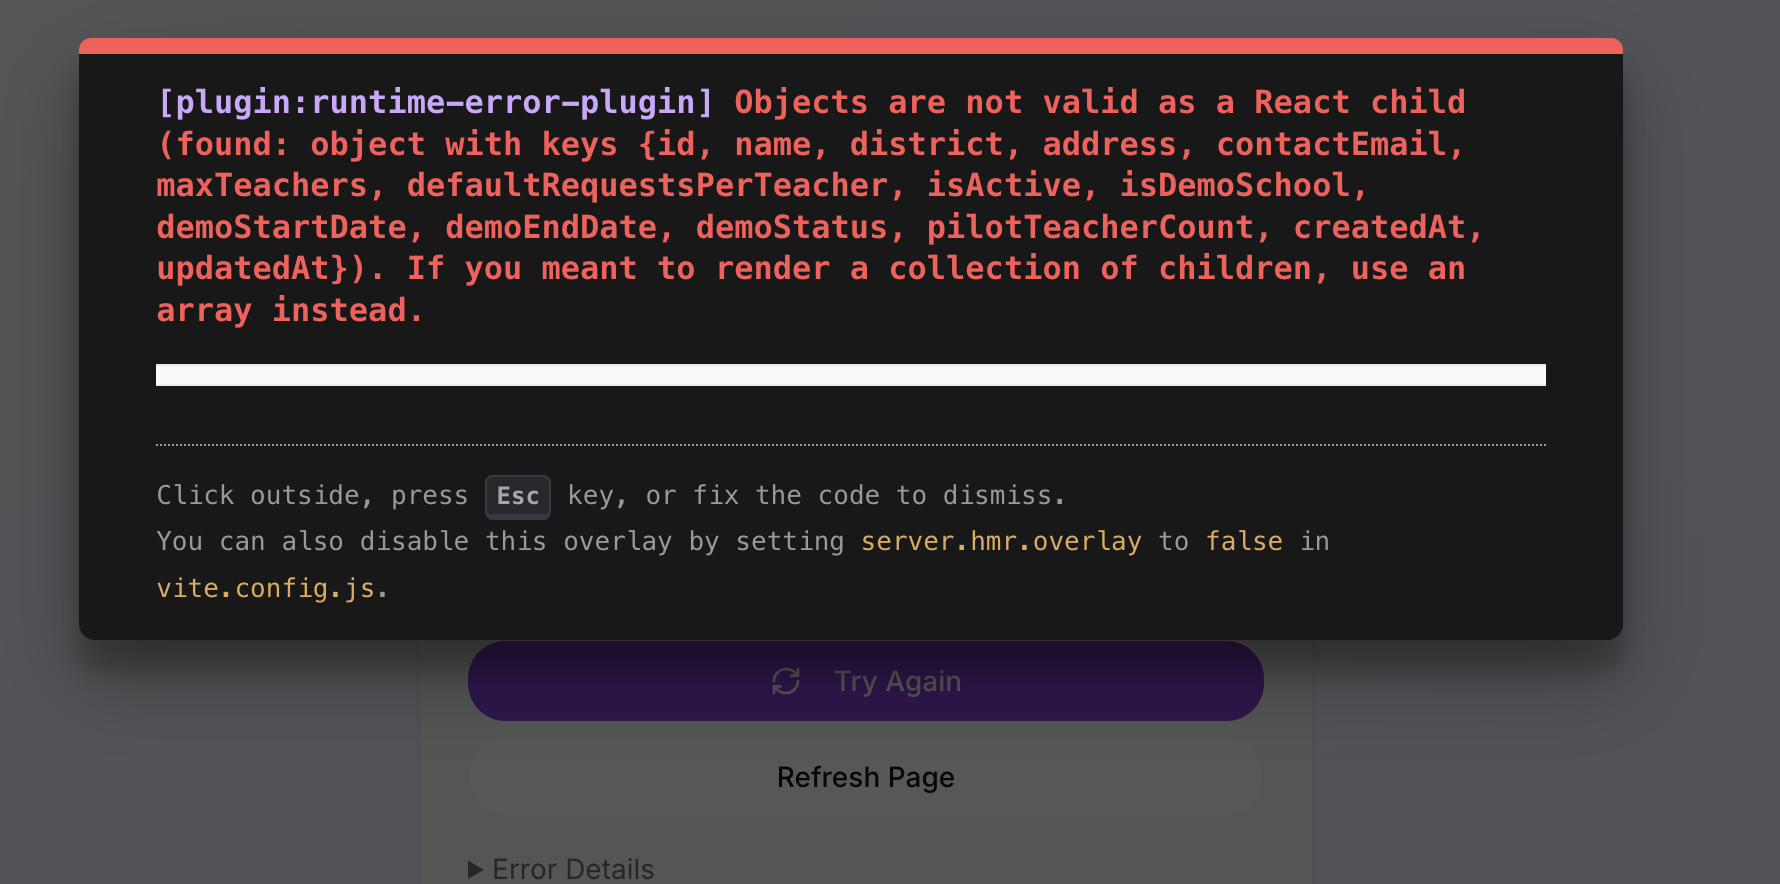 [plugin:runtime-error-plugin] Objects are not valid as a React child
(found: object with keys {id, name, district, address, contactEmail,
maxTeachers, defaultRequestsPerTeacher, isActive, isDemoSchool,
demoStartDate, demoEndDate, demoStatus, pilotTeacherCount, createdAt,
updatedAt}). If you meant to render a collection of children, use an
array instead.
Click outside, press Esc key, or fix the code to dismiss.
You can also disable this overlay by setting server.hmr.overlay to false in
vite.config.js.
Try Again
Refresh Page
Error Details